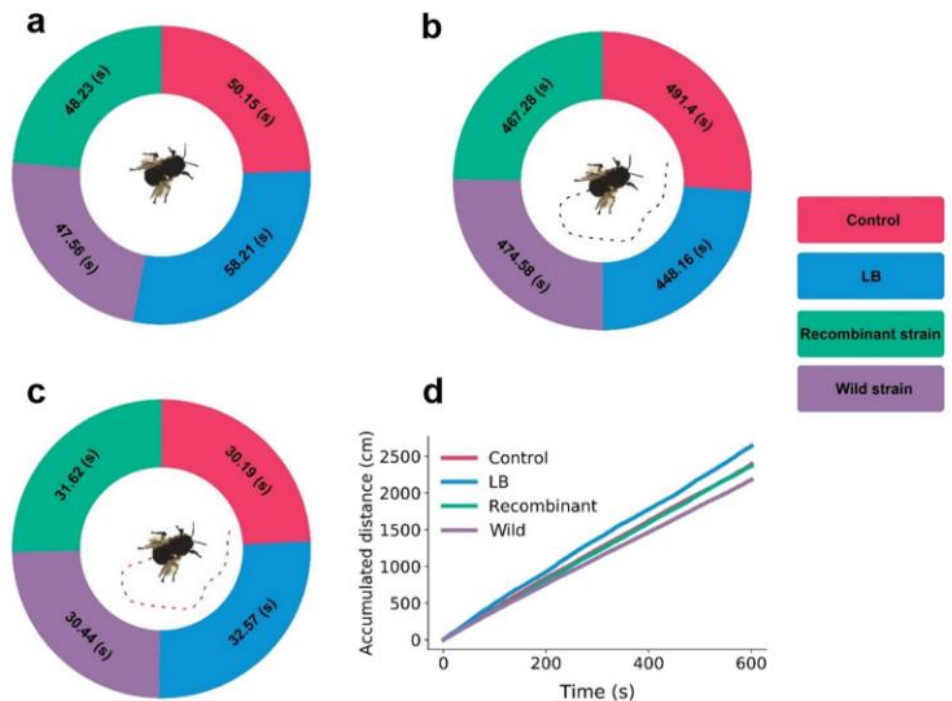 a
48.23 (s)
50.15 (s)
47.56 (s)
58.21 (s)
b
467.28 (s)
491.4 (s)
474.58 (s)
448.16 (s)
Control
LB
Recombinant strain
Wild strain
c
31.62 (s)
30.19 (s)
30.44 (s)
32.57 (s)
d
Accumulated distance (cm)
2500
2000
1500
1000
500
0
Control
LB
Recombinant
Wild
0 200 400 600
Time (s)